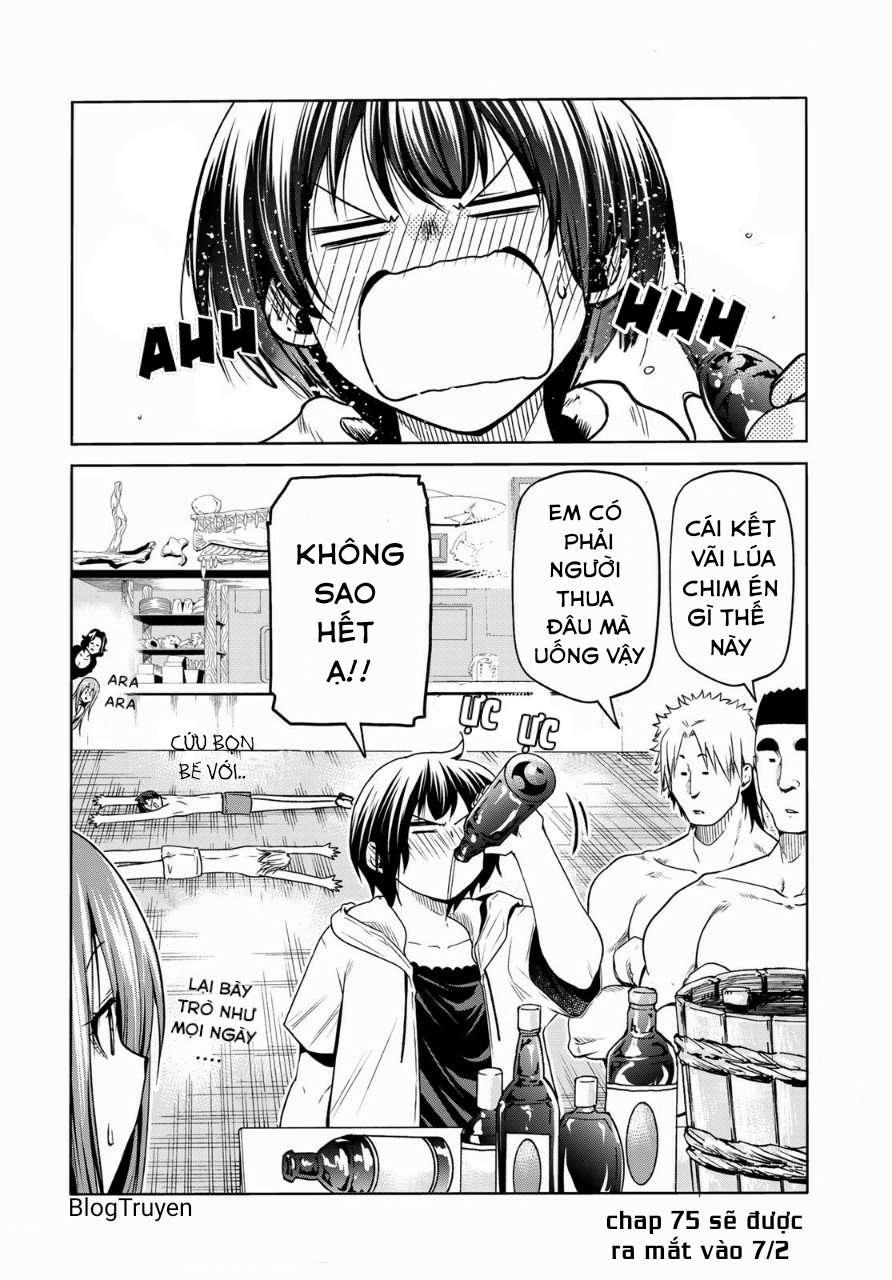 AHH
HHH
CÁI KẾT
VÃI LÚA
CHIM ÉN
GÌ THẾ
NÀY
EM CÓ
PHẢI
NGƯỜI
THUA
ĐÂU MÀ
UỐNG VẬY
KHÔNG
SAO
HẾT
Ạ!!
ỰC
ỰC
ARA
ARA
CỨU BỌN
BỂ VỚI..
LẠI BÀY
TRÒ NHƯ
MỌI NGÀY
....
BlogTruyen
chap 75 sẽ được
ra mắt vào 7/2